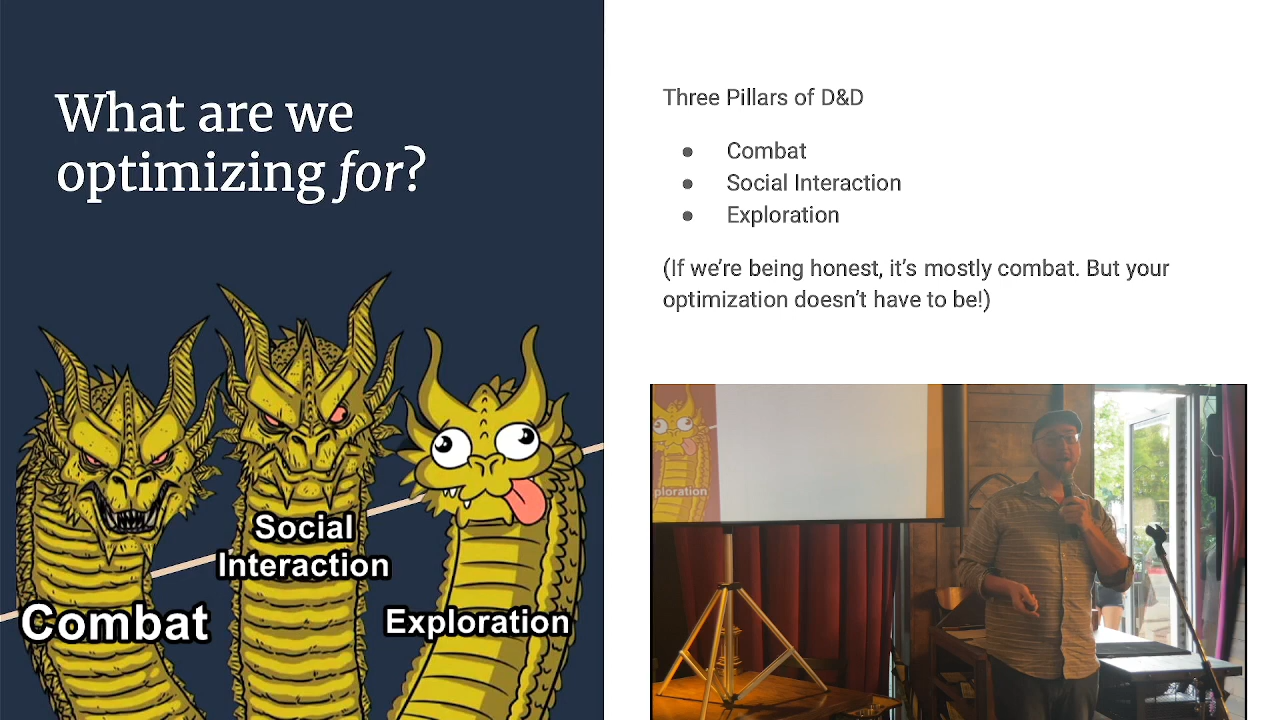 What are we
optimizing for?
Three Pillars of D&D
● Combat
● Social Interaction
● Exploration
(If we're being honest, it's mostly combat. But your
optimization doesn't have to be!)
Social
Interaction
Combat
Exploration
ploration